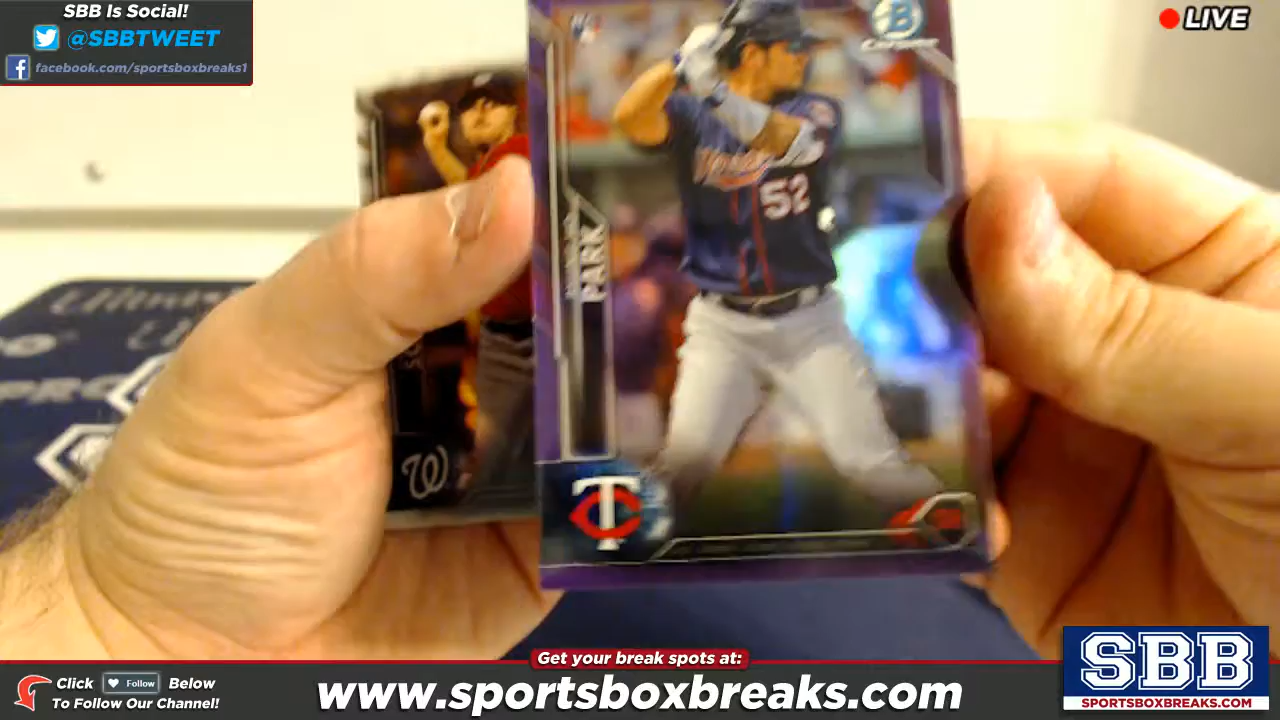 SBB Is Social!
@SBBTWEET
facebook.com/sportsboxbreaks1
LIVE
B
52
PARK
W
TC
Get your break spots at:
www.sportsboxbreaks.com
Click Follow Below
To Follow Our Channel!
SBB
SPORTSBOXBREAKS.COM